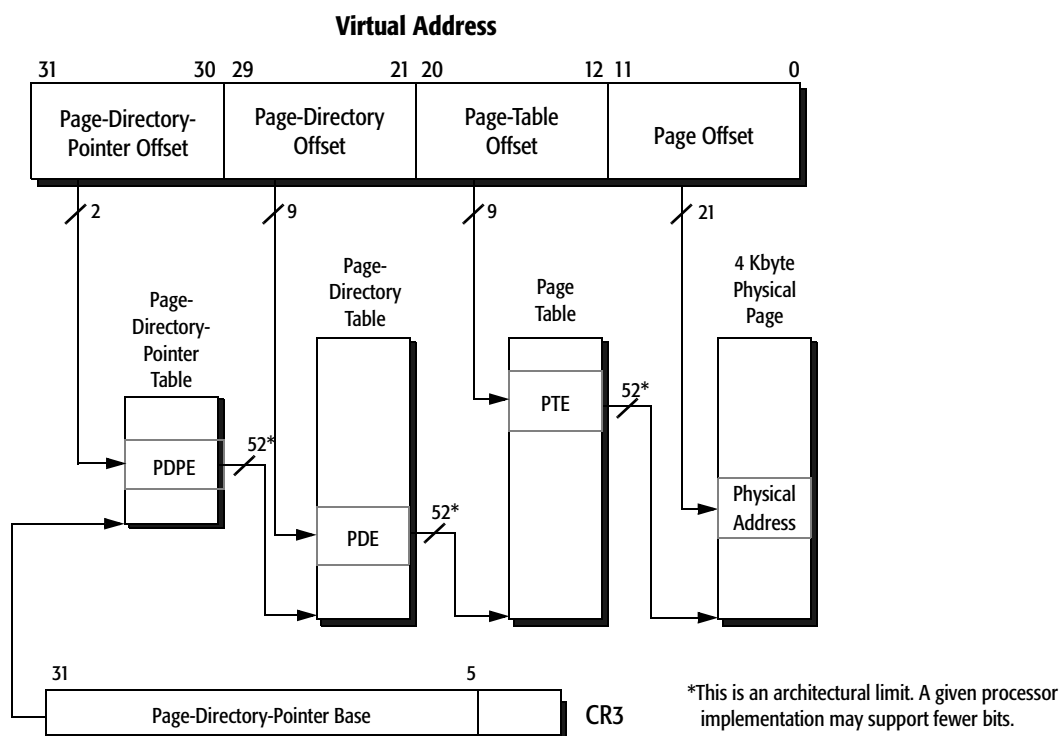 Virtual Address
31 30 29 21 20 12 11 0
Page-Directory-
Pointer Offset
Page-Directory
Offset
Page-Table
Offset
Page Offset
2
9
9
21
Page-
Directory-
Pointer
Table
Page-
Directory
Table
Page
Table
4 Kbyte
Physical
Page
PDPE
52*
PDE
52*
PTE
52*
Physical
Address
31 5
Page-Directory-Pointer Base
CR3
*This is an architectural limit. A given processor
implementation may support fewer bits.